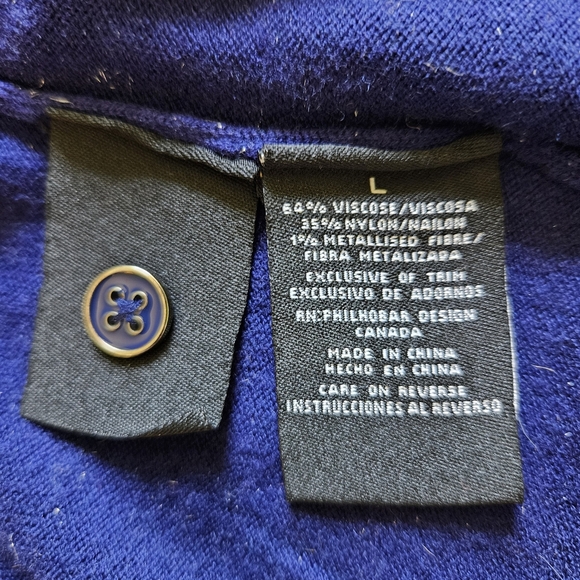 L
64% VISCOSE/VISCOSA
35% NYLON/NAILON
1% METALLISED FIBRE/
FIBRA METALIZADA
EXCLUSIVE OF TRIM
EXCLUSIVO DE ADORNOS
RN:PHILHOBAR DESIGN
CANADA
MADE IN CHINA
HECHO EN CHINA
CARE ON REVERSE
INSTRUCCIONES AL REVERSO